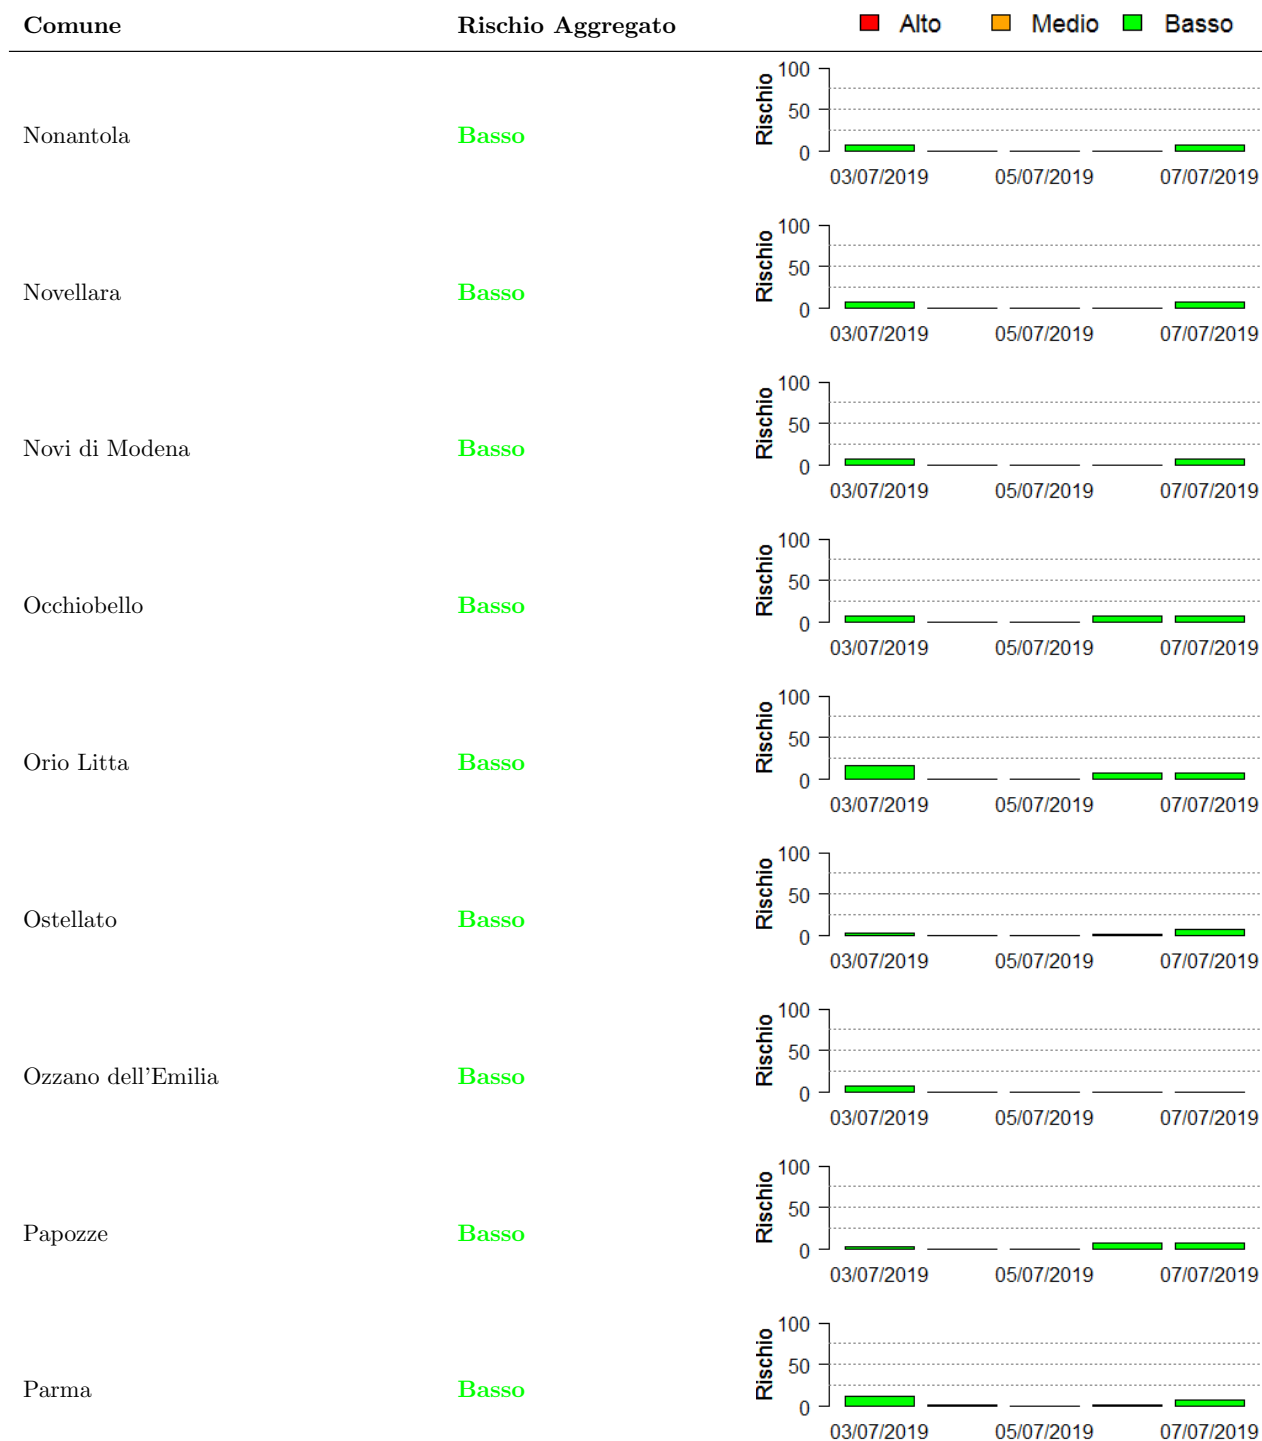 Comune Rischio Aggregato Alto Medio Basso
Nonantola Basso Rischio 100 50 0
03/07/2019 05/07/2019 07/07/2019
Novellara Basso Rischio 100 50 0
03/07/2019 05/07/2019 07/07/2019
Novi di Modena Basso Rischio 100 50 0
03/07/2019 05/07/2019 07/07/2019
Occhiobello Basso Rischio 100 50 0
03/07/2019 05/07/2019 07/07/2019
Orio Litta Basso Rischio 100 50 0
03/07/2019 05/07/2019 07/07/2019
Ostellato Basso Rischio 100 50 0
03/07/2019 05/07/2019 07/07/2019
Ozzano dell'Emilia Basso Rischio 100 50 0
03/07/2019 05/07/2019 07/07/2019
Papozze Basso Rischio 100 50 0
03/07/2019 05/07/2019 07/07/2019
Parma Basso Rischio 100 50 0
03/07/2019 05/07/2019 07/07/2019